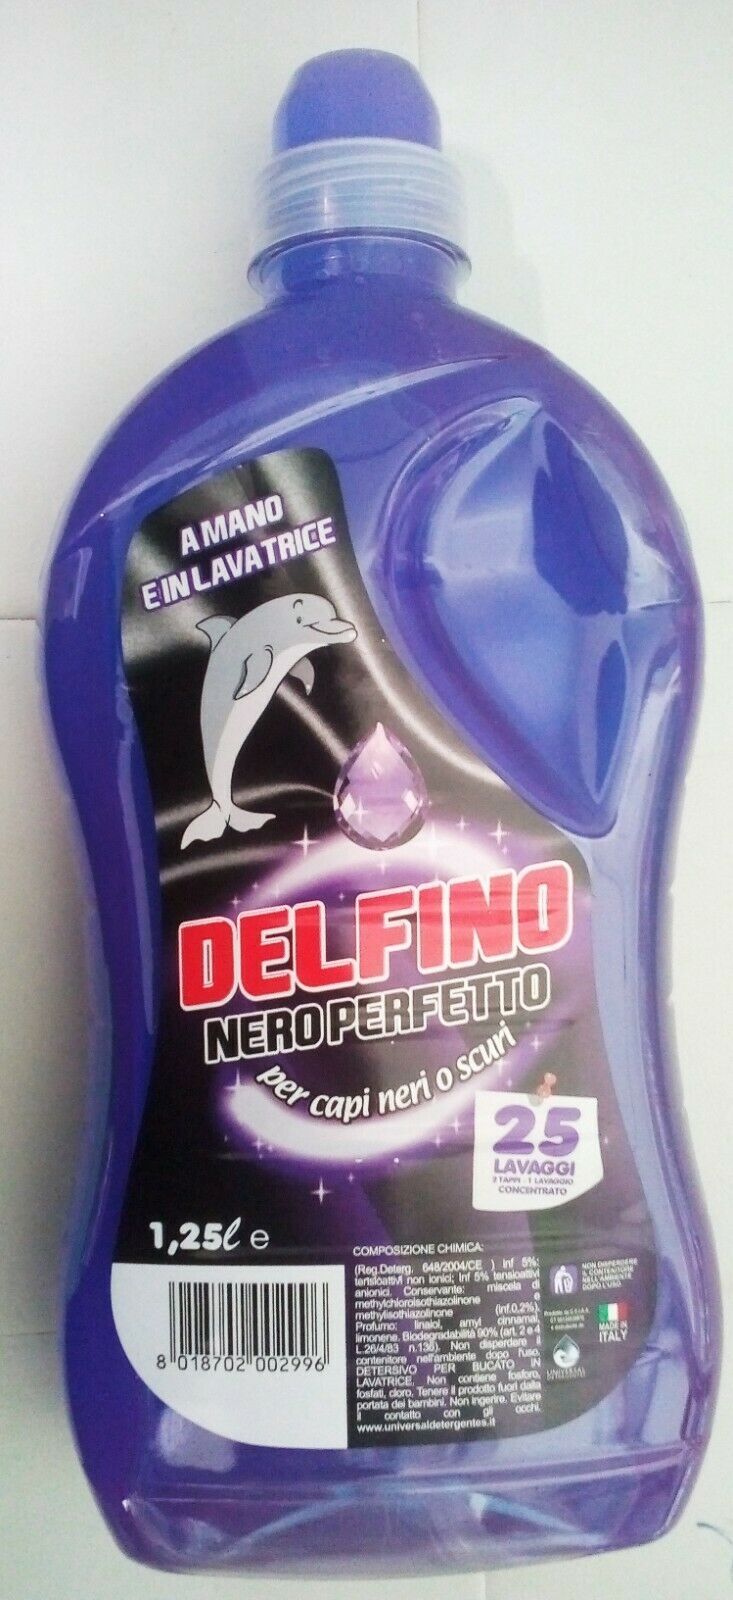 A MANO
E IN LAVATRICE
DELFINO
NERO PERFETTO
per capi neri o scuri
25
LAVAGGI
2 TAPPI - 1 LAVAGGIO
CONCENTRATO
1,25l e
COMPOSIZIONE CHIMICA:
(Reg.Deterg. 648/2004/CE ) Inf 5%:
non ionici; Inf 5% tensioattivi
anionici. Conservante: miscela di
methylchloroisothiazolinone e
methylisothiazolinone (inf.0,2%).
Profumo: linalol, amyl cinnamal,
limonene. Biodegradabilità 90% (art. 2 e 4
L.26/4/83 n.136). Non disperdere il
contenitore nell'ambiente dopo l'uso.
DETERSIVO PER BUCATO IN
LAVATRICE. Non contiene fosforo,
fosfati, cloro. Tenere il prodotto fuori dalla
portata dei bambini. Non ingerire. Evitare
il contatto con gli occhi.
www.universaldetergentes.it
NON DISPERDERE
IL CONTENITORE
NELL'AMBIENTE
DOPO L'USO
MADE IN
ITALY
UNIVERSAL
8 018702 002996